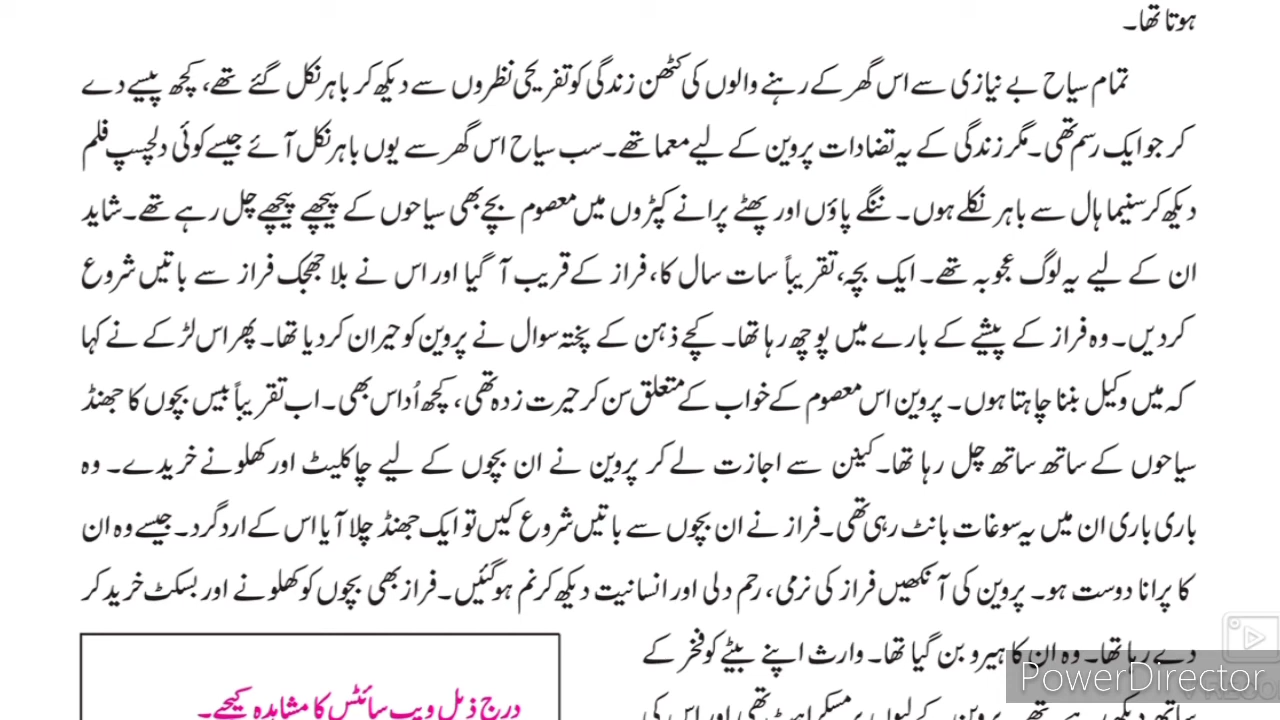 ہوتا تھا۔
تمام سیاح بے نیازی سے اس گھر کے رہنے والوں کی کٹھن زندگی کو تفریحی نظروں سے دیکھ کر باہر نکل گئے تھے، کچھ پیسے دے
کر جو ایک رسم تھی۔ مگر زندگی کے یہ تضادات پروین کے لیے معما تھے۔ سب سیاح اس گھر سے یوں باہر نکل آئے جیسے کوئی دلچسپ فلم
دیکھ کر سنیما ہال سے باہر نکلے ہوں۔ ننگے پاؤں اور پھٹے پرانے کپڑوں میں معصوم بچے بھی سیاحوں کے پیچھے پیچھے چل رہے تھے۔ شاید
ان کے لیے یہ لوگ عجوبہ تھے۔ ایک بچہ، تقریباً سات سال کا، فراز کے قریب آ گیا اور اس نے بلا جھجک فراز سے باتیں شروع
کر دیں۔ وہ فراز کے پیشے کے بارے میں پوچھ رہا تھا۔ کچے ذہن کے پختہ سوال نے پروین کو حیران کر دیا تھا۔ پھر اس لڑکے نے کہا
کہ میں وکیل بننا چاہتا ہوں۔ پروین اس معصوم کے خواب کے متعلق سن کر حیرت زدہ تھی، کچھ اُداس بھی۔ اب تقریباً بیس بچوں کا جھنڈ
سیاحوں کے ساتھ ساتھ چل رہا تھا۔ کینن سے اجازت لے کر پروین نے ان بچوں کے لیے چاکلیٹ اور کھلونے خریدے۔ وہ
باری باری ان میں یہ سوغات بانٹ رہی تھی۔ فراز نے ان بچوں سے باتیں شروع کیں تو ایک جھنڈ چلا آیا اس کے اردگرد۔ جیسے وہ ان
کا پرانا دوست ہو۔ پروین کی آنکھیں فراز کی نرمی، رحم دلی اور انسانیت دیکھ کر نم ہو گئیں۔ فراز بھی بچوں کو کھلونے اور بسکٹ خرید کر
دے رہا تھا۔ وہ ان کا ہیرو بن گیا تھا۔ وارث اپنے بیٹے کو فخر کے
ساتھ دیکھ رہے تھے۔ پروین کے لبوں پر مسکراہٹ تھی اور اس کی
درج ذیل ویب سائٹس کا مشاہدہ کیجیے۔
PowerDirector